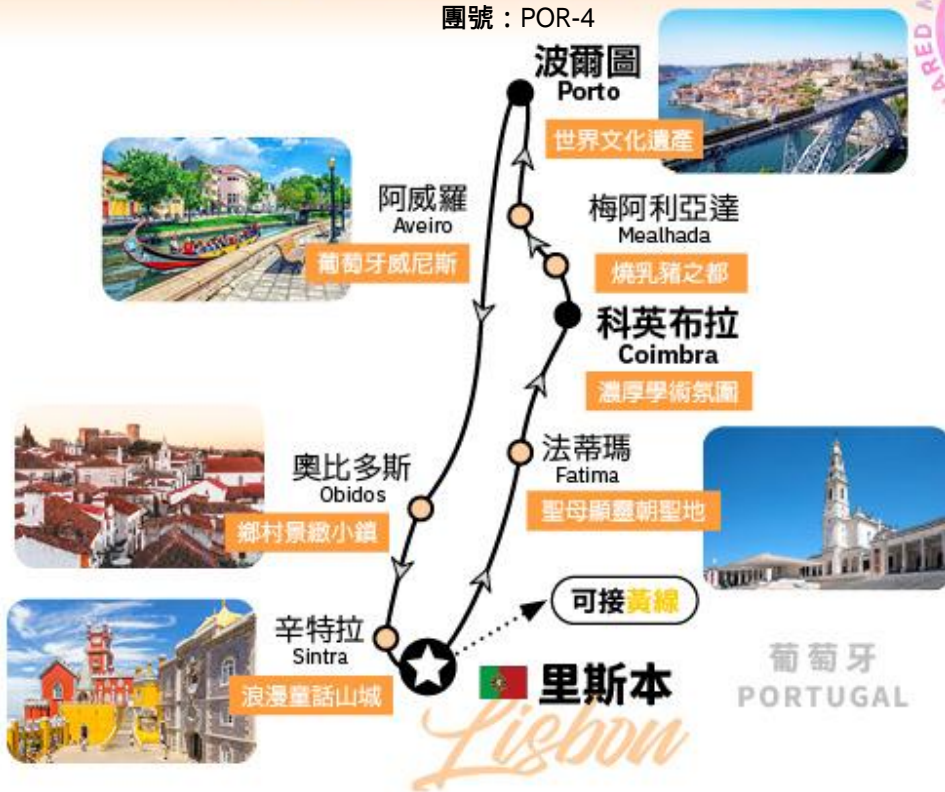 團號：POR-4
波爾圖
Porto
世界文化遺產
阿威羅
Aveiro
葡萄牙威尼斯
梅阿利亞達
Mealhada
燒乳豬之都
科英布拉
Coimbra
濃厚學術氛圍
奧比多斯
Obidos
鄉村景緻小鎮
法蒂瑪
Fatima
聖母顯靈朝聖地
可接黃線
辛特拉
Sintra
浪漫童話山城
里斯本
Lisbon
葡萄牙
PORTUGAL